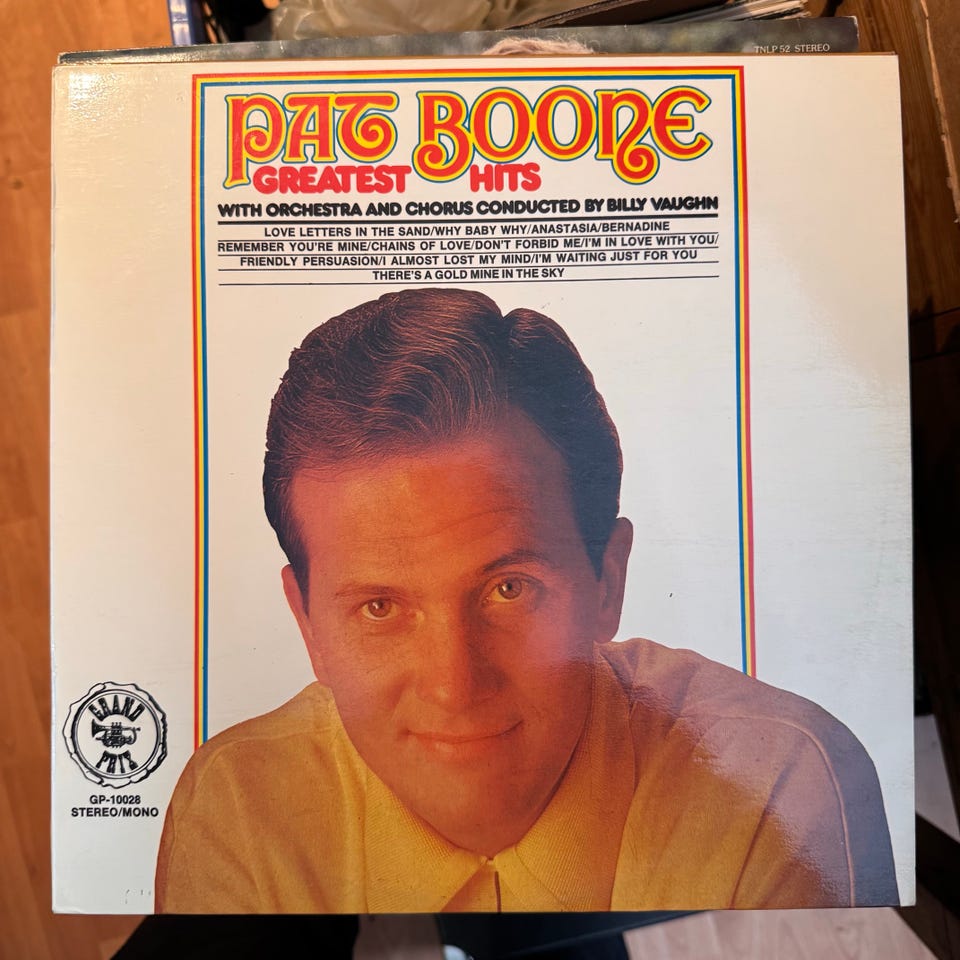 TNLP 52 STEREO
PAT BOONE
GREATEST HITS
WITH ORCHESTRA AND CHORUS CONDUCTED BY BILLY VAUGHN
LOVE LETTERS IN THE SAND/WHY BABY WHY/ANASTASIA/BERNADINE
REMEMBER YOU'RE MINE/CHAINS OF LOVE/DON'T FORBID ME/I'M IN LOVE WITH YOU/
FRIENDLY PERSUASION/I ALMOST LOST MY MIND/I'M WAITING JUST FOR YOU
THERE'S A GOLD MINE IN THE SKY
GRAND
PRIX
GP-10028
STEREO/MONO